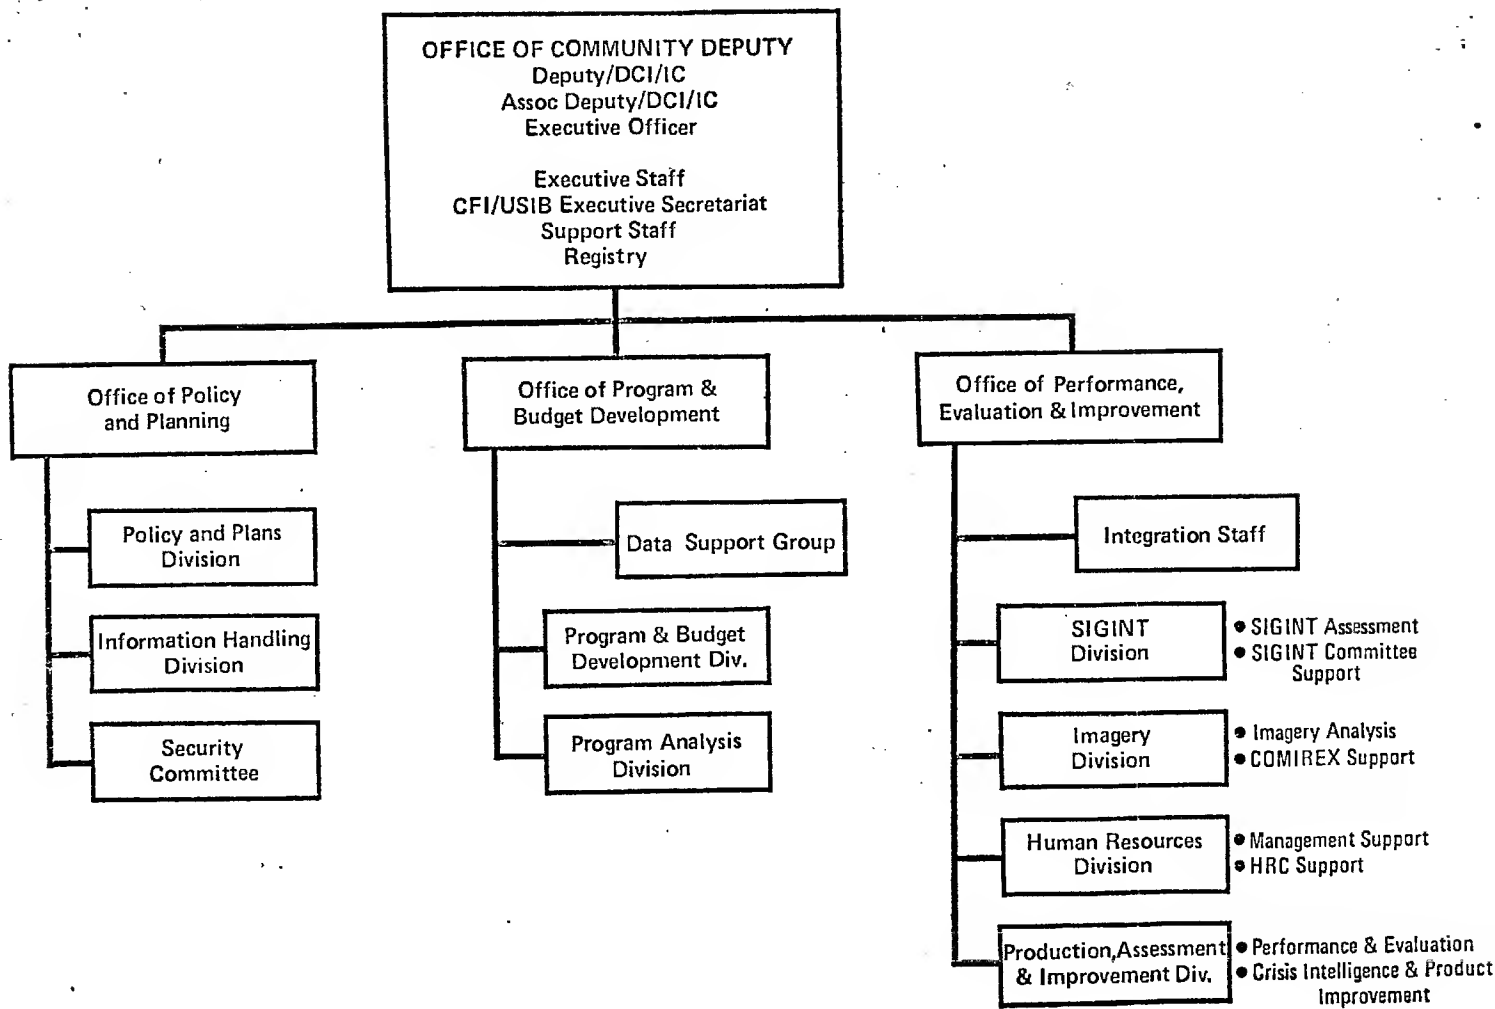 OFFICE OF COMMUNITY DEPUTY
Deputy/DCI/IC
Assoc Deputy/DCI/IC
Executive Officer
Executive Staff
CFI/USIB Executive Secretariat
Support Staff
Registry
Office of Policy
and Planning
Policy and Plans
Division
Information Handling
Division
Security
Committee
Office of Program &
Budget Development
Data Support Group
Program & Budget
Development Div.
Program Analysis
Division
Office of Performance,
Evaluation & Improvement
Integration Staff
SIGINT
Division
• SIGINT Assessment
• SIGINT Committee
Support
Imagery
Division
• Imagery Analysis
• COMIREX Support
Human Resources
Division
• Management Support
• HRC Support
Production, Assessment
& Improvement Div.
• Performance & Evaluation
• Crisis Intelligence & Product
Improvement